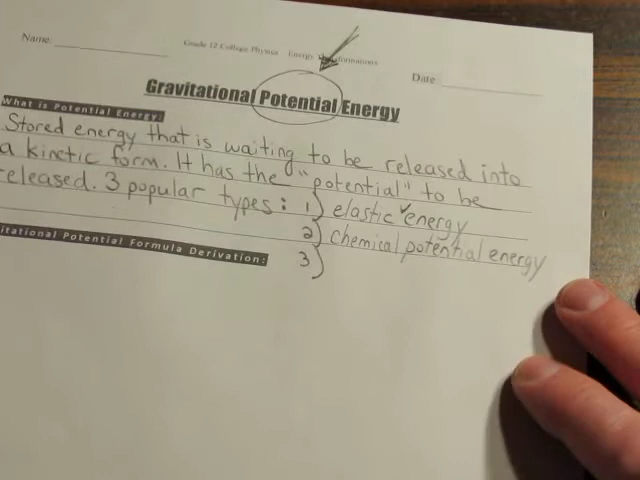 Name:
Grade 12 College Physics Energy Transformations
Date:
Gravitational Potential Energy
What is Potential Energy:
Stored energy that is waiting to be released into
a kinetic form. It has the "potential" to be
released. 3 popular types: 1) elastic energy
2) chemical potential energy
3)
itational Potential Formula Derivation: